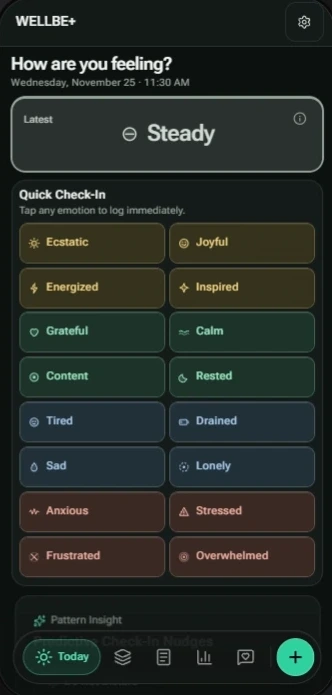 WELLBE+
How are you feeling?
Wednesday, November 25 · 11:30 AM
Latest
Steady
Quick Check-In
Tap any emotion to log immediately.
Ecstatic
Joyful
Energized
Inspired
Grateful
Calm
Content
Rested
Tired
Drained
Sad
Lonely
Anxious
Stressed
Frustrated
Overwhelmed
Pattern Insight
Predictive Check-In Nudges
Today